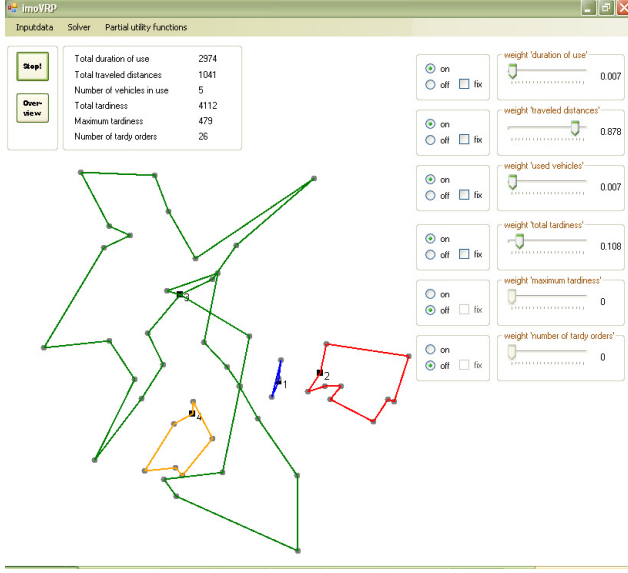 imoVRP
Inputdata Solver Partial utility functions
Stop!
Over-
view
Total duration of use 2974
Total traveled distances 1041
Number of vehicles in use 5
Total tardiness 4112
Maximum tardiness 479
Number of tardy orders 26
on
off fix
weight 'duration of use'
0.007
on
off fix
weight 'traveled distances'
0.878
on
off fix
weight 'used vehicles'
0.007
on
off fix
weight 'total tardiness'
0.108
on
off fix
weight 'maximum tardiness'
0
on
off fix
weight 'number of tardy orders'
0
3
2
1
4